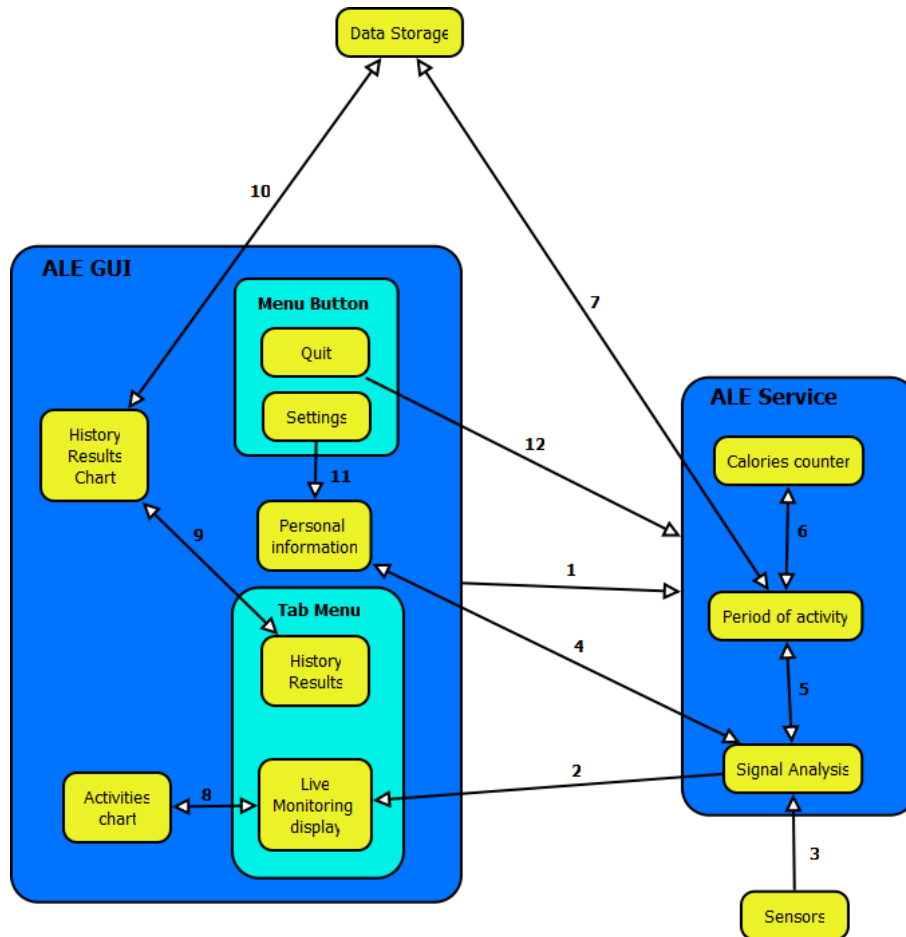 Data Storage
10
7
ALE GUI
Menu Button
Quit
Settings
11
12
History
Results
Chart
9
Personal
information
1
4
Tab Menu
History
Results
2
Activities
chart
8
Live
Monitoring
display
ALE Service
Calories counter
6
Period of activity
5
Signal Analysis
3
Sensors